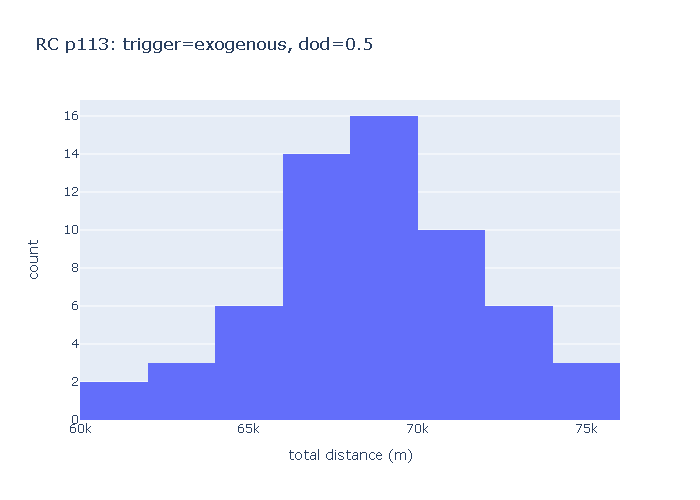 RC p113: trigger=exogenous, dod=0.5
16
14
12
10
8
6
4
2
0
count
60k 65k 70k 75k
total distance (m)